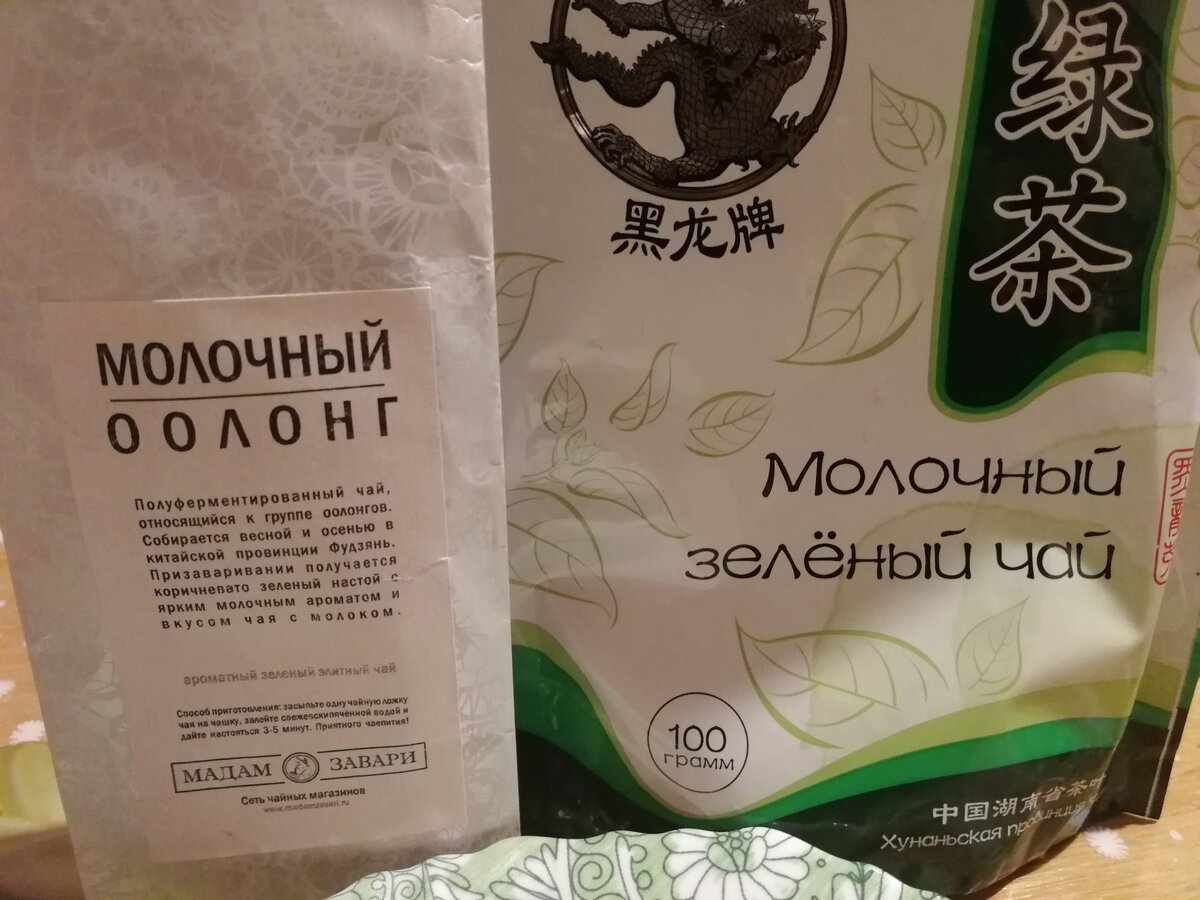 МОЛОЧНЫЙ
ООЛОНГ
Полуферментированный чай,
относящийся к группе оолонгов.
Собирается весной и осенью в
китайской провинции Фудзянь.
Призаваривании получается
коричневато зеленый настой с
ярким молочным ароматом и
вкусом чая с молоком.
ароматный зеленый элитный чай
Способ приготовления: засыпьте одну чайную ложку
чая на чашку, залейте свежевскипячённой водой и
дайте настояться 3-5 минут. Приятного чаепития!
МАДАМ ЗАВАРИ
Сеть чайных магазинов
www.madamzavari.ru
黑龙牌
绿茶
Молочный
зелёный чай
100
грамм
中国湖南省茶叶
Хунаньская провинция